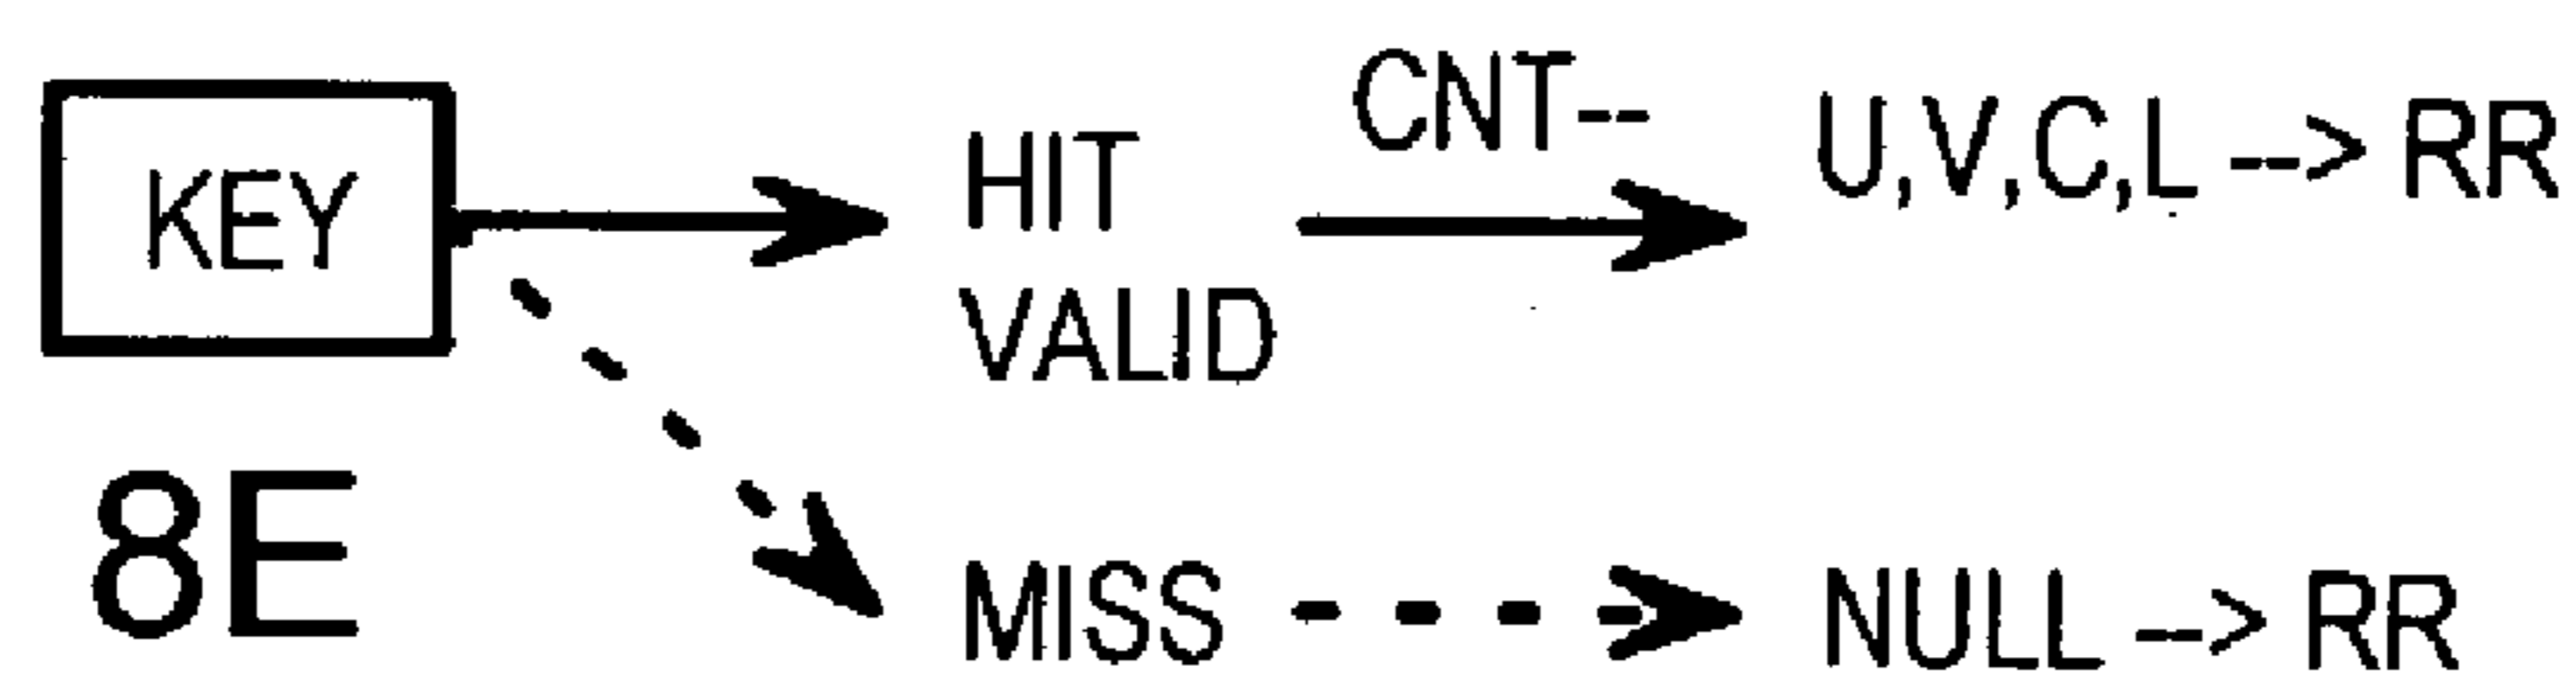 KEY
HIT
VALID
CNT--
U,V,C,L --> RR
8E
MISS
NULL --> RR